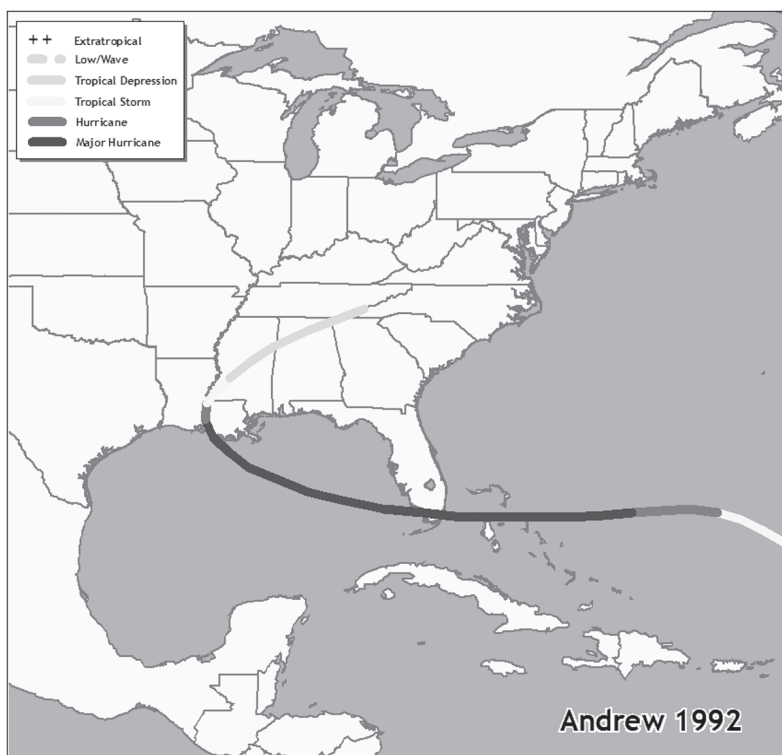 ++ Extratropical
Low/Wave
Tropical Depression
Tropical Storm
Hurricane
Major Hurricane
Andrew 1992